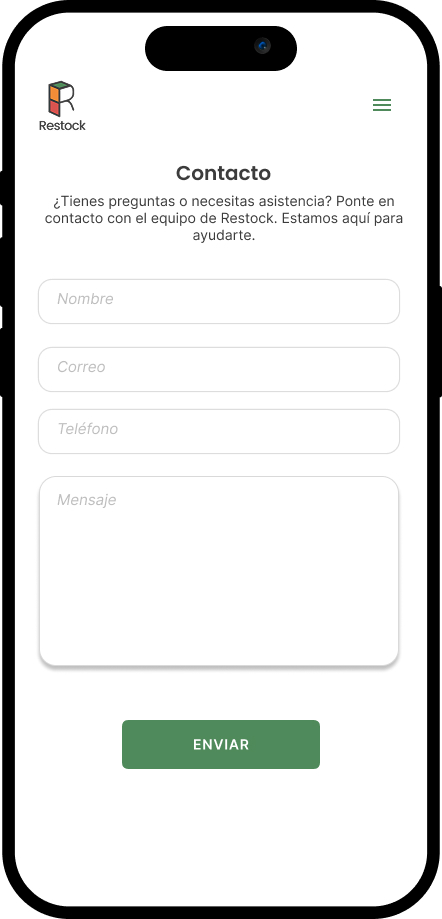 Restock
Contacto
¿Tienes preguntas o necesitas asistencia? Ponte en
contacto con el equipo de Restock. Estamos aquí para
ayudarte.
Nombre
Correo
Teléfono
Mensaje
ENVIAR